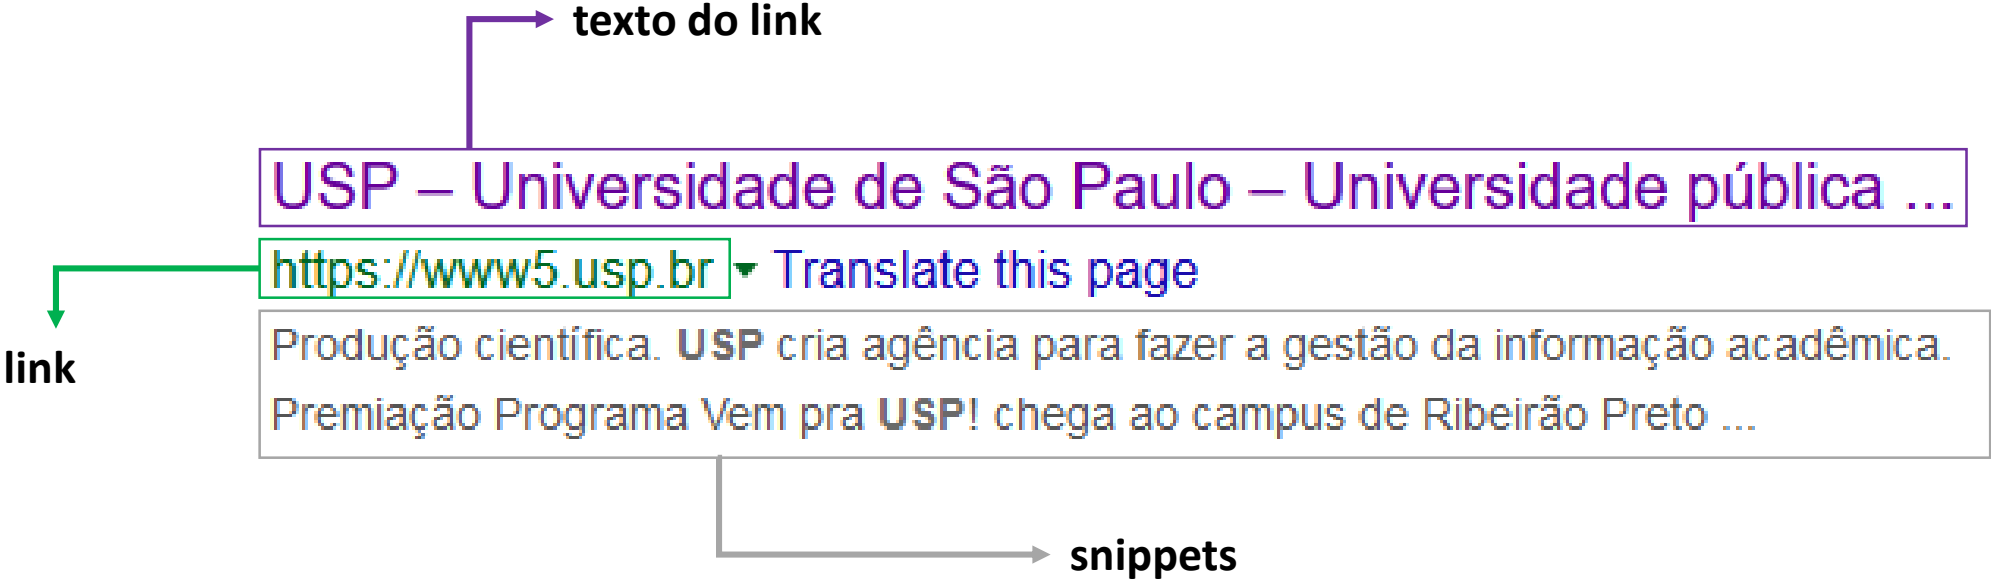 texto do link
USP – Universidade de São Paulo – Universidade pública ...
https://www5.usp.br Translate this page
link
Produção científica. USP cria agência para fazer a gestão da informação acadêmica.
Premiação Programa Vem pra USP! chega ao campus de Ribeirão Preto ...
snippets